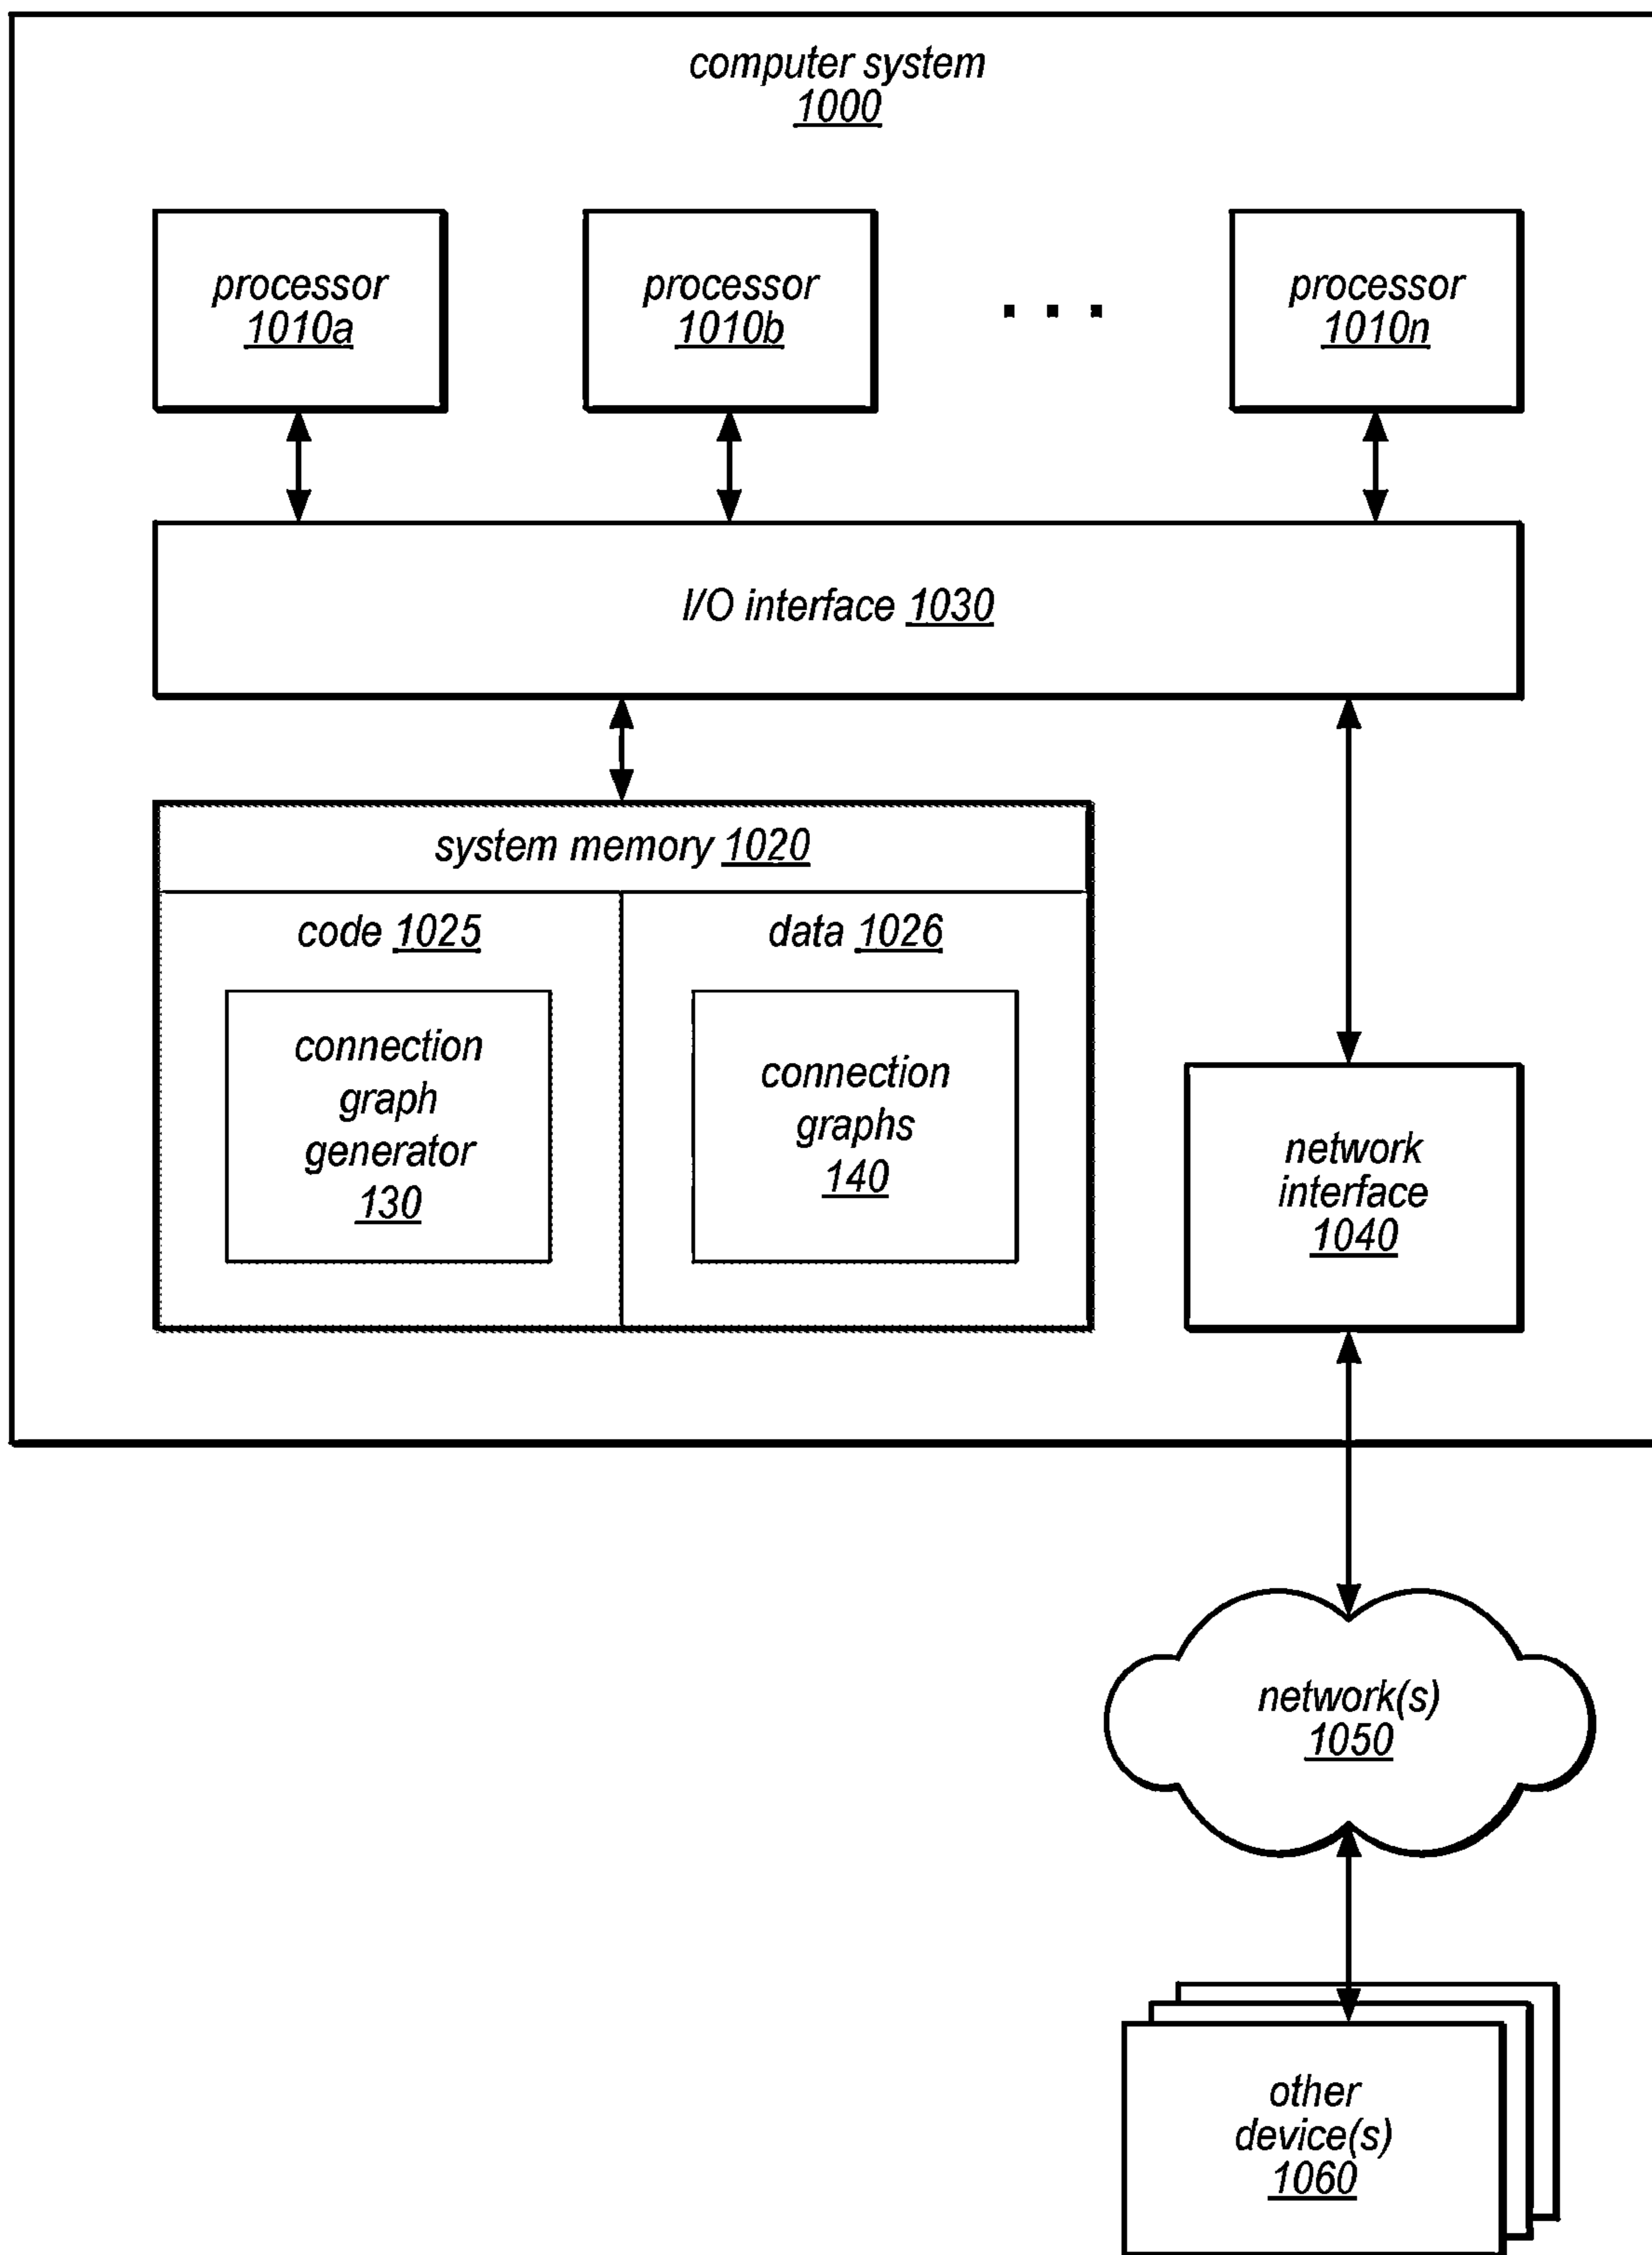 computer system
1000
processor
1010a
processor
1010b
processor
1010n
I/O interface 1030
system memory 1020
code 1025
data 1026
connection
graph
generator
130
connection
graphs
140
network
interface
1040
network(s)
1050
other
device(s)
1060